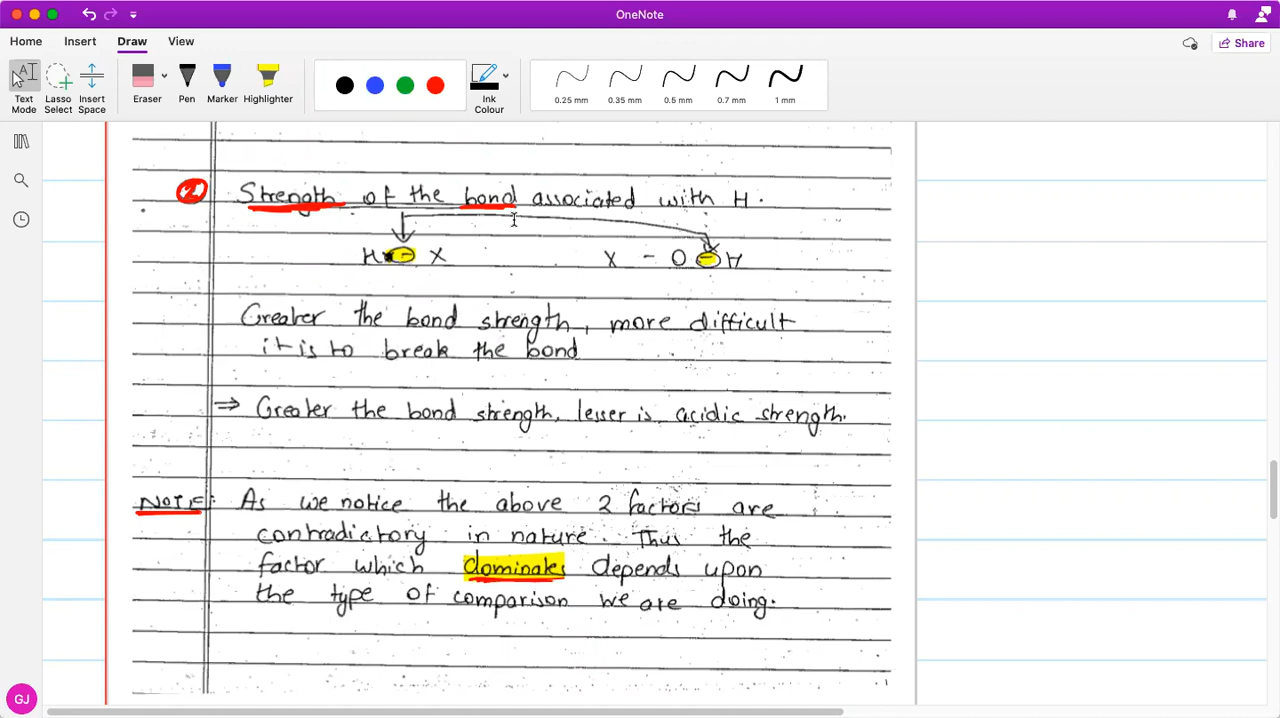 OneNote
Home Insert Draw View
Share
Text Mode
Lasso Select
Insert Space
Eraser
Pen
Marker
Highlighter
Ink Colour
0.25 mm
0.35 mm
0.5 mm
0.7 mm
1 mm
② Strength of the bond associated with H.
H - X X - O - H
Greater the bond strength, more difficult
it is to break the bond
⇒ Greater the bond strength, lesser is acidic strength.
NOTE: As we notice the above 2 factors are
contradictory in nature. Thus the
factor which dominates depends upon
the type of comparison we are doing.
GJ